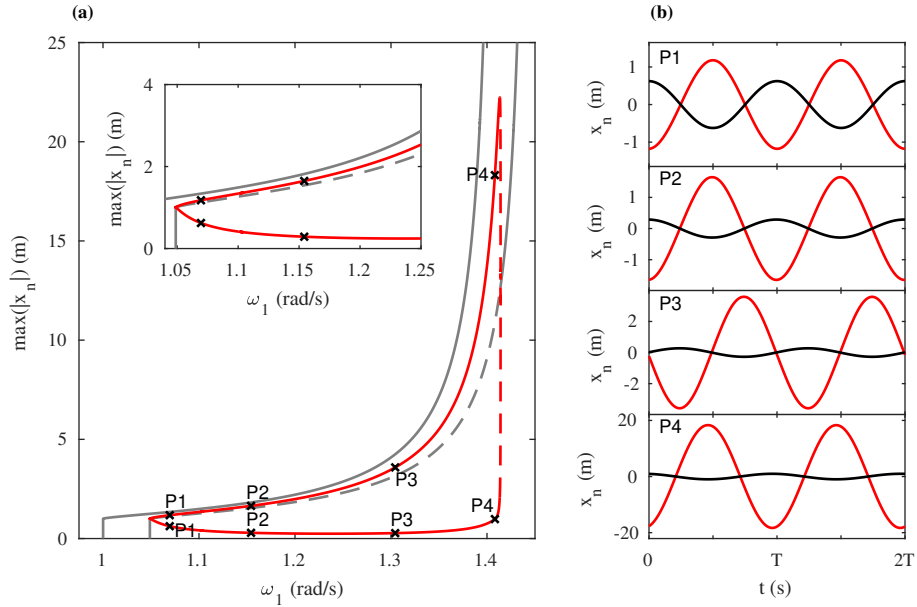 (a)
(b)
max(|x_n|) (m)
25
20
15
10
5
0
1
1.1
1.2
1.3
1.4
ω_1 (rad/s)
max(|x_n|) (m)
4
2
0
1.05
1.1
1.15
1.2
1.25
ω_1 (rad/s)
P4
P1
P2
P3
P4
P1
P2
P3
P1
x_n (m)
1
0
-1
P2
x_n (m)
1
0
-1
P3
x_n (m)
2
0
-2
P4
x_n (m)
20
0
-20
0
T
2T
t (s)